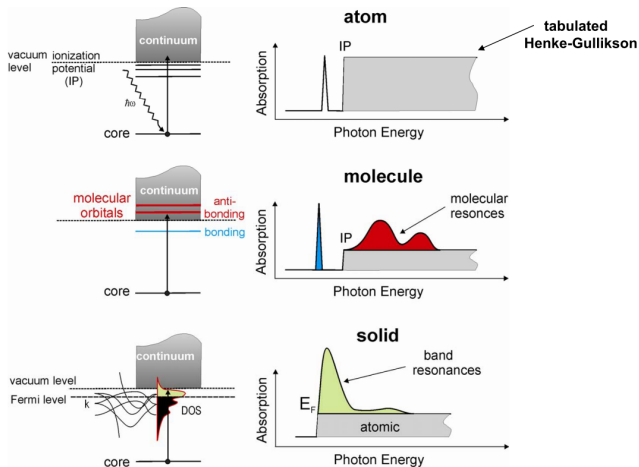 atom
tabulated
Henke-Gullikson
continuum
vacuum
level
ionization
potential
(IP)
ħω
core
IP
Absorption
Photon Energy
molecule
continuum
molecular
orbitals
anti-
bonding
bonding
core
molecular
resonces
IP
Absorption
Photon Energy
solid
continuum
vacuum level
Fermi level
k
DOS
core
band
resonances
E_F
atomic
Absorption
Photon Energy